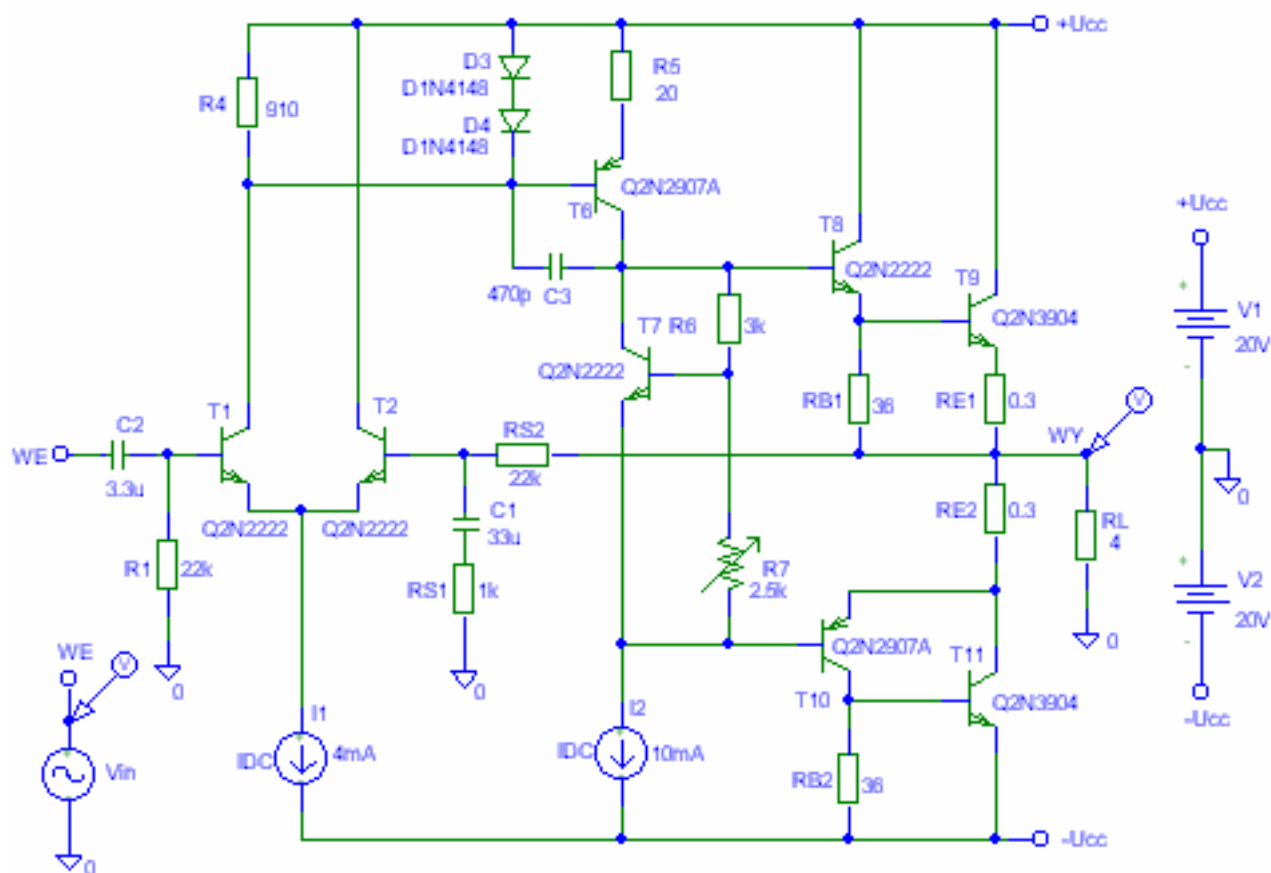 +Ucc
D3
D1N4148
R5
20
R4
910
D4
D1N4148
Q2N2907A
T6
+Ucc
T8
Q2N2222
T9
470p
C3
T7
R6
3k
Q2N3904
V1
20V
Q2N2222
RB1
36
RE1
0.3
C2
T1
T2
RS2
WY
V
WE
3.3u
22k
0
Q2N2222
Q2N2222
C1
33u
RE2
0.3
RL
4
R1
22k
RS1
1k
R7
2.5k
V2
20V
0
Q2N2907A
T11
WE
V
0
0
T10
Q2N3904
-Ucc
I1
I2
IDC
4mA
IDC
10mA
Vin
RB2
36
-Ucc
0